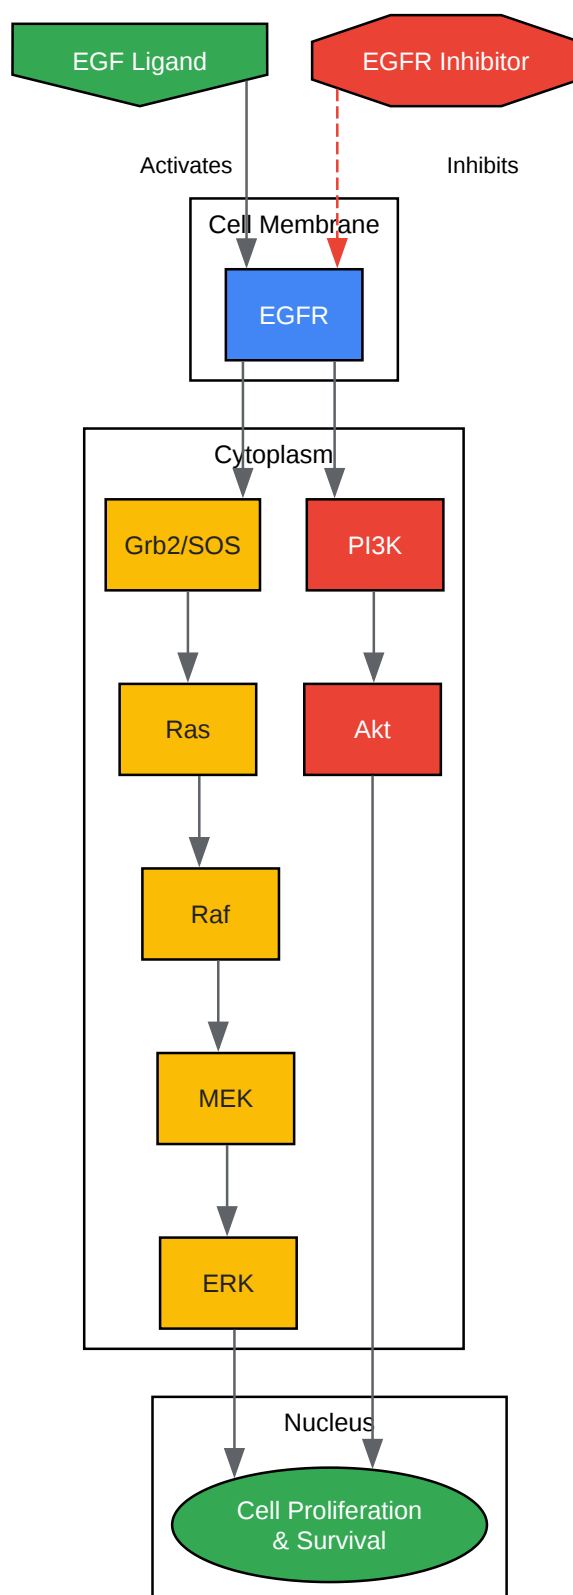 EGF Ligand
EGFR Inhibitor
Activates
Inhibits
Cell Membrane
EGFR
Cytoplasm
Grb2/SOS
PI3K
Ras
Akt
Raf
MEK
ERK
Nucleus
Cell Proliferation
& Survival